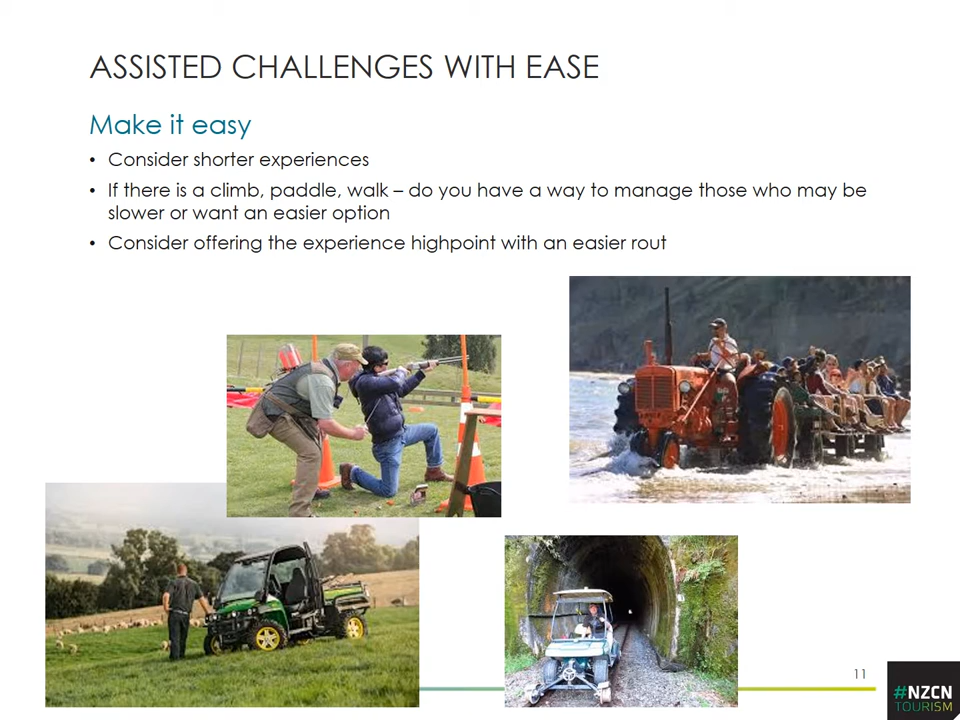 ASSISTED CHALLENGES WITH EASE
Make it easy
• Consider shorter experiences
• If there is a climb, paddle, walk – do you have a way to manage those who may be
slower or want an easier option
• Consider offering the experience highpoint with an easier rout
11
#NZCN
TOURISM